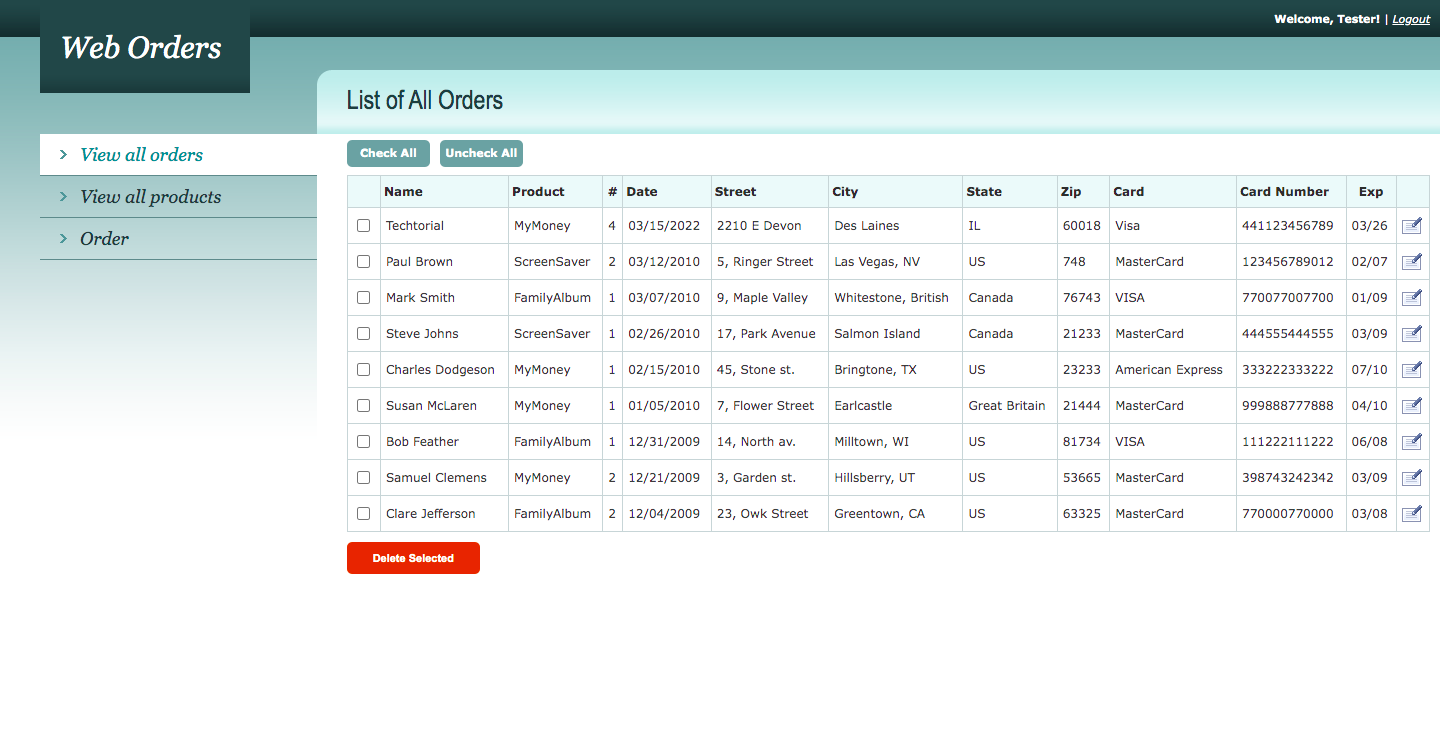 Welcome, Tester! | Logout
Web Orders
List of All Orders
View all orders
View all products
Order
Check All Uncheck All
Name Product # Date Street City State Zip Card Card Number Exp
Techtorial MyMoney 4 03/15/2022 2210 E Devon Des Laines IL 60018 Visa 441123456789 03/26
Paul Brown ScreenSaver 2 03/12/2010 5, Ringer Street Las Vegas, NV US 748 MasterCard 123456789012 02/07
Mark Smith FamilyAlbum 1 03/07/2010 9, Maple Valley Whitestone, British Canada 76743 VISA 770077007700 01/09
Steve Johns ScreenSaver 1 02/26/2010 17, Park Avenue Salmon Island Canada 21233 MasterCard 444555444555 03/09
Charles Dodgeson MyMoney 1 02/15/2010 45, Stone st. Bringtone, TX US 23233 American Express 333222333222 07/10
Susan McLaren MyMoney 1 01/05/2010 7, Flower Street Earlcastle Great Britain 21444 MasterCard 999888777888 04/10
Bob Feather FamilyAlbum 1 12/31/2009 14, North av. Milltown, WI US 81734 VISA 111222111222 06/08
Samuel Clemens MyMoney 2 12/21/2009 3, Garden st. Hillsberry, UT US 53665 MasterCard 398743242342 03/09
Clare Jefferson FamilyAlbum 2 12/04/2009 23, Owk Street Greentown, CA US 63325 MasterCard 770000770000 03/08
Delete Selected